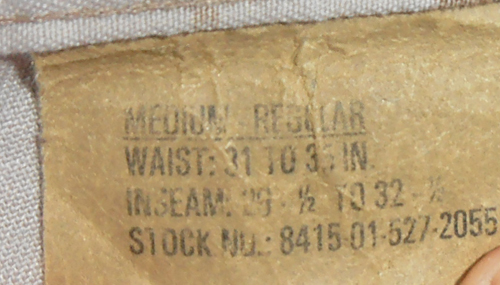 MEDIUM - REGULAR
WAIST: 31 TO 35 IN.
INSEAM: 29 - ½ TO 32 - ½
STOCK NO.: 8415-01-527-2055